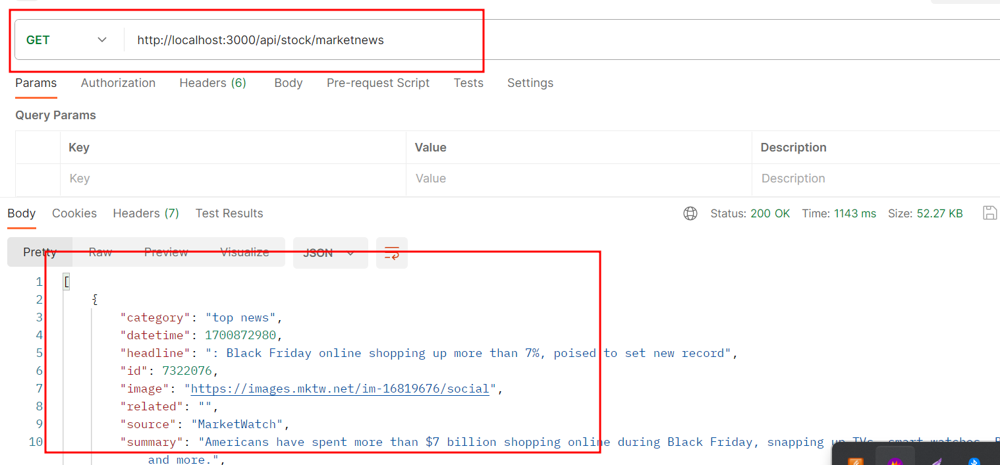 GET http://localhost:3000/api/stock/marketnews
Params Authorization Headers (6) Body Pre-request Script Tests Settings
Query Params
Key Value Description
Key Value Description
Body Cookies Headers (7) Test Results Status: 200 OK Time: 1143 ms Size: 52.27 KB
Pretty Raw Preview Visualize JSON
1 [
2 {
3 "category": "top news",
4 "datetime": 1700872980,
5 "headline": ": Black Friday online shopping up more than 7%, poised to set new record",
6 "id": 7322076,
7 "image": "https://images.mktw.net/im-16819676/social",
8 "related": "",
9 "source": "MarketWatch",
10 "summary": "Americans have spent more than $7 billion shopping online during Black Friday, snapping up TVs, smart watches,
and more.",